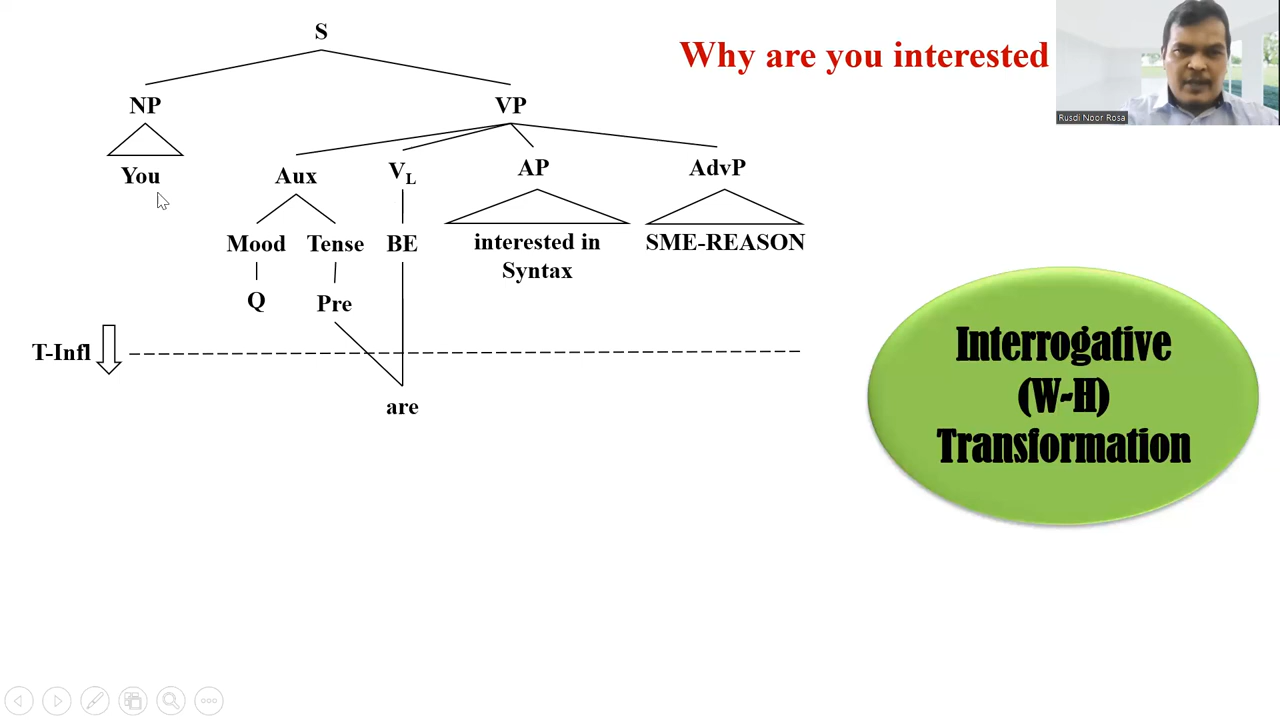 S
Why are you interested
Rusdi Noor Rosa
NP VP
You Aux V_L AP AdvP
Mood Tense BE interested in SME-REASON
Syntax
Q Pre
T-Infl
are
Interrogative
(W-H)
Transformation